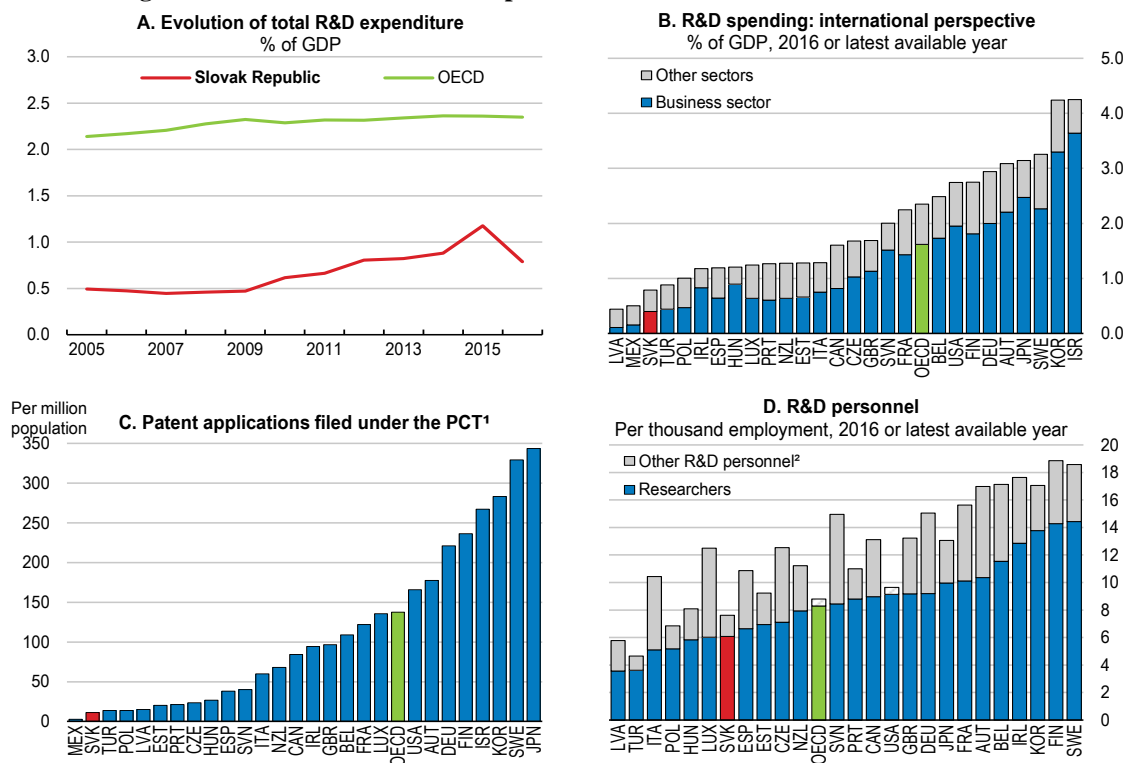 A. Evolution of total R&D expenditure
% of GDP
3.0
2.5
2.0
1.5
1.0
0.5
0.0
Slovak Republic
OECD
2005 2007 2009 2011 2013 2015
B. R&D spending: international perspective
% of GDP, 2016 or latest available year
Other sectors
Business sector
5.0
4.0
3.0
2.0
1.0
0.0
LVA MEX SVK TUR POL IRL ESP HUN LUX PRT NZL EST ITA CAN CZE GBR SVN FRA OECD BEL USA FIN DEU AUT JPN SWE KOR ISR
Per million
population
C. Patent applications filed under the PCT¹
350
300
250
200
150
100
50
0
MEX SVK TUR POL LVA EST PRT CZE HUN ESP SVN ITA NZL CAN IRL GBR BEL FRA LUX OECD USA AUT DEU FIN ISR KOR SWE JPN
D. R&D personnel
Per thousand employment, 2016 or latest available year
Other R&D personnel²
Researchers
20
18
16
14
12
10
8
6
4
2
0
LVA TUR ITA POL HUN LUX SVK ESP EST CZE NZL OECD SVN PRT CAN USA GBR DEU JPN FRA AUT BEL IRL KOR FIN SWE